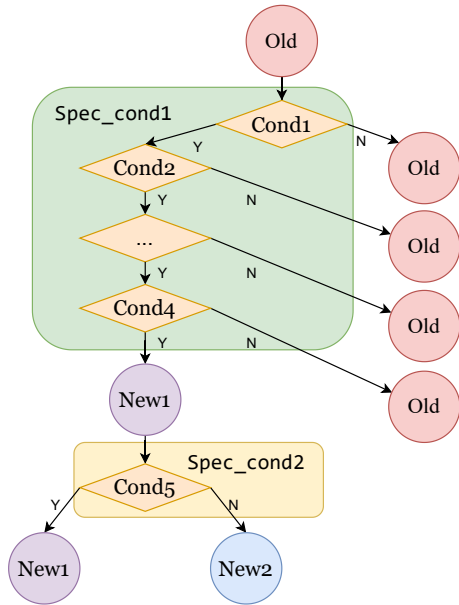 Old
Spec_cond1
Cond1
Y
N
Cond2
Old
Y
N
...
Old
Y
N
Cond4
Old
Y
N
New1
Old
Spec_cond2
Cond5
Y
N
New1
New2